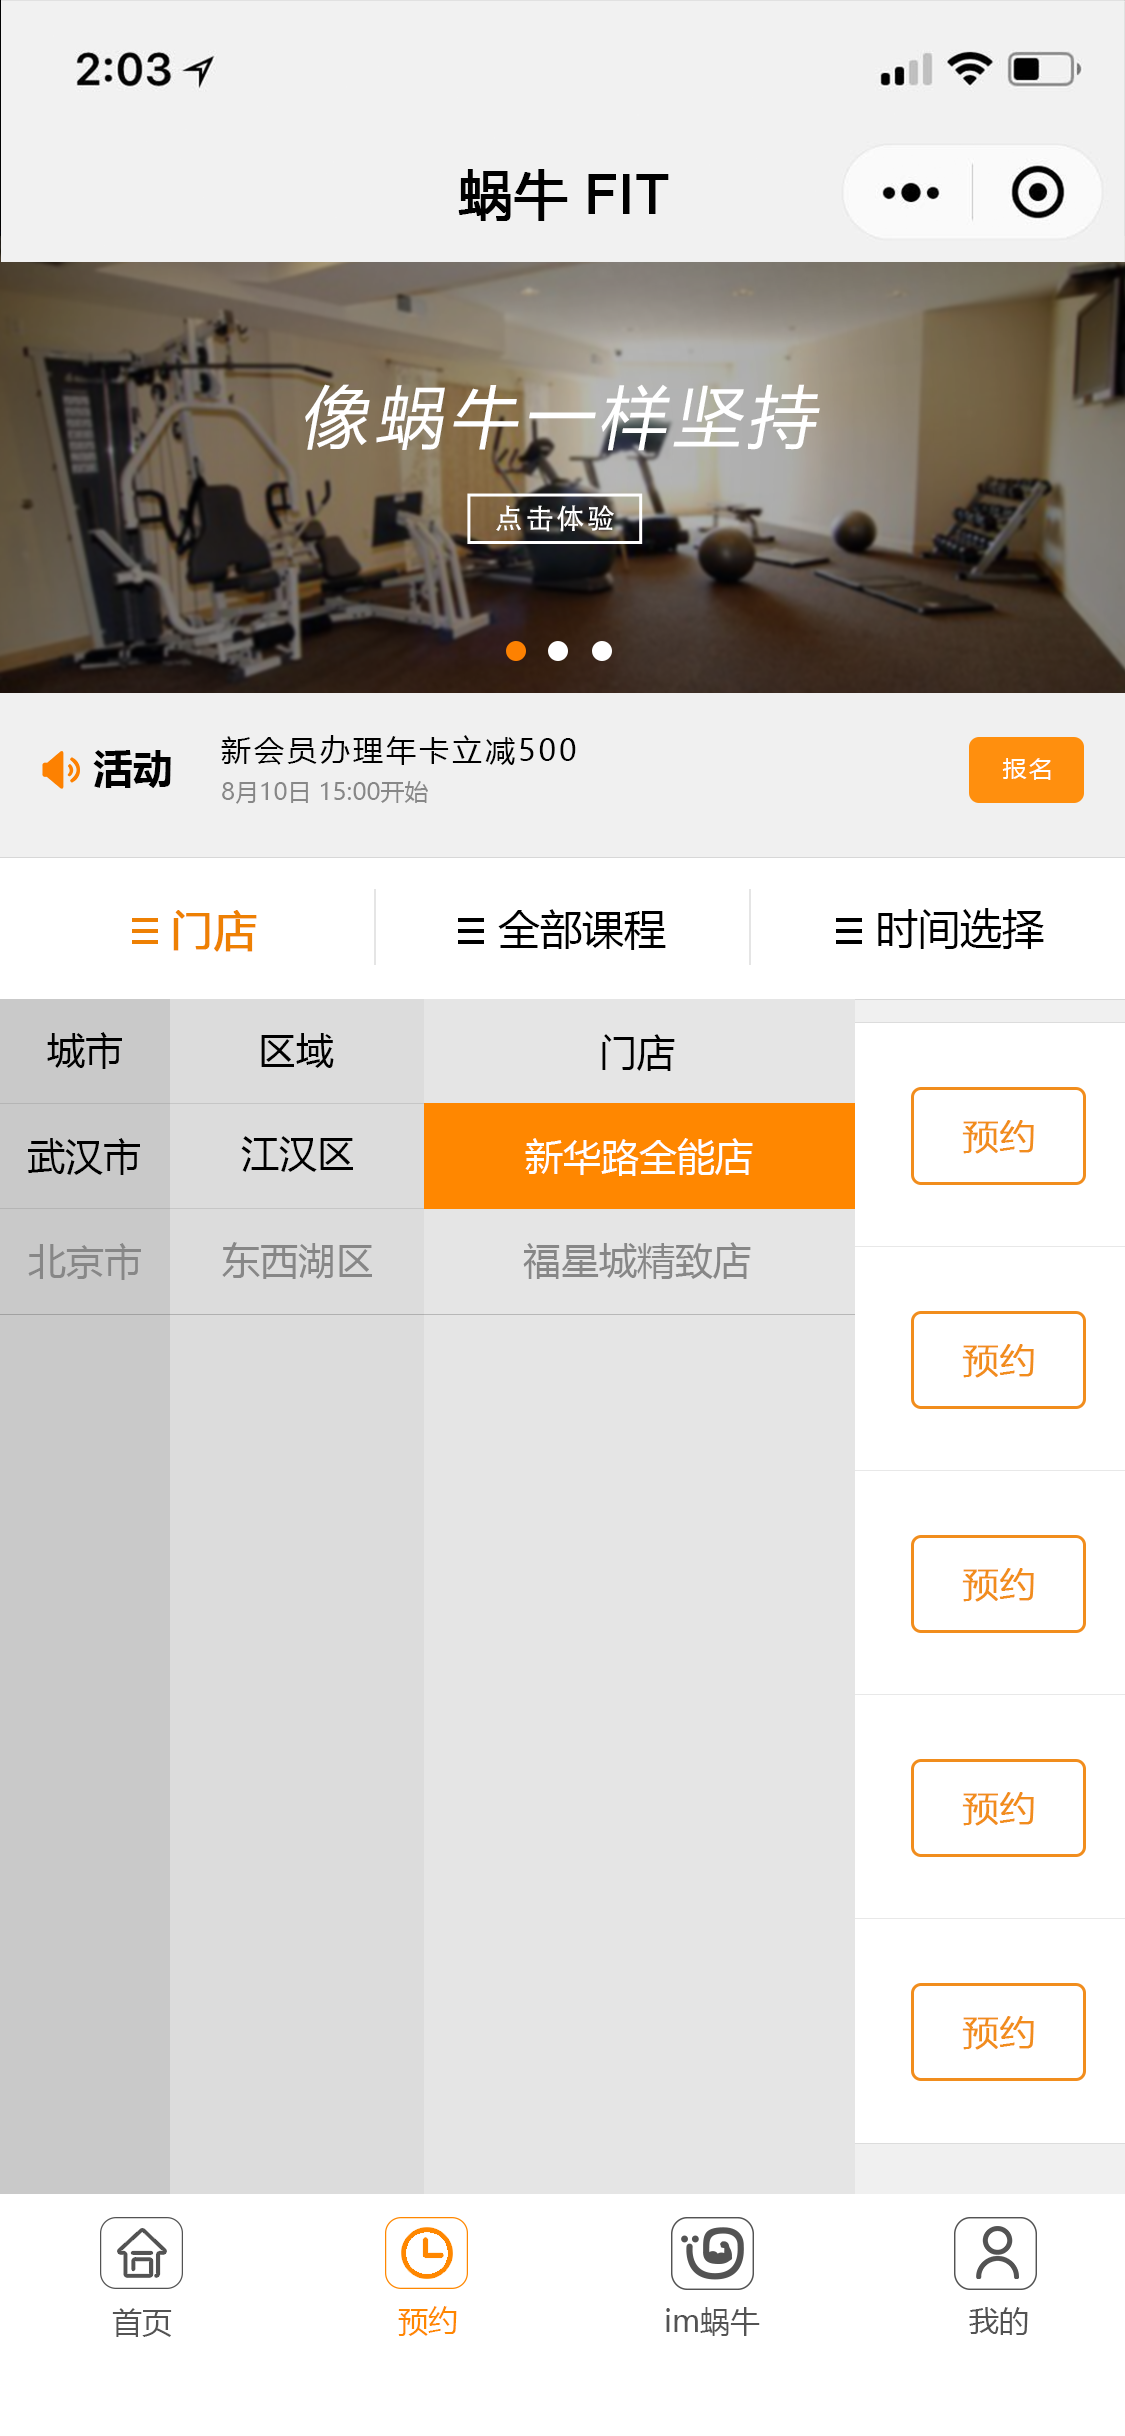 2:03
蜗牛 FIT
像蜗牛一样坚持
点击体验
活动
新会员办理年卡立减500
8月10日 15:00开始
报名
门店 全部课程 时间选择
城市 区域 门店
武汉市 江汉区 新华路全能店
预约
北京市 东西湖区 福星城精致店
预约
预约
预约
预约
首页 预约 im蜗牛 我的